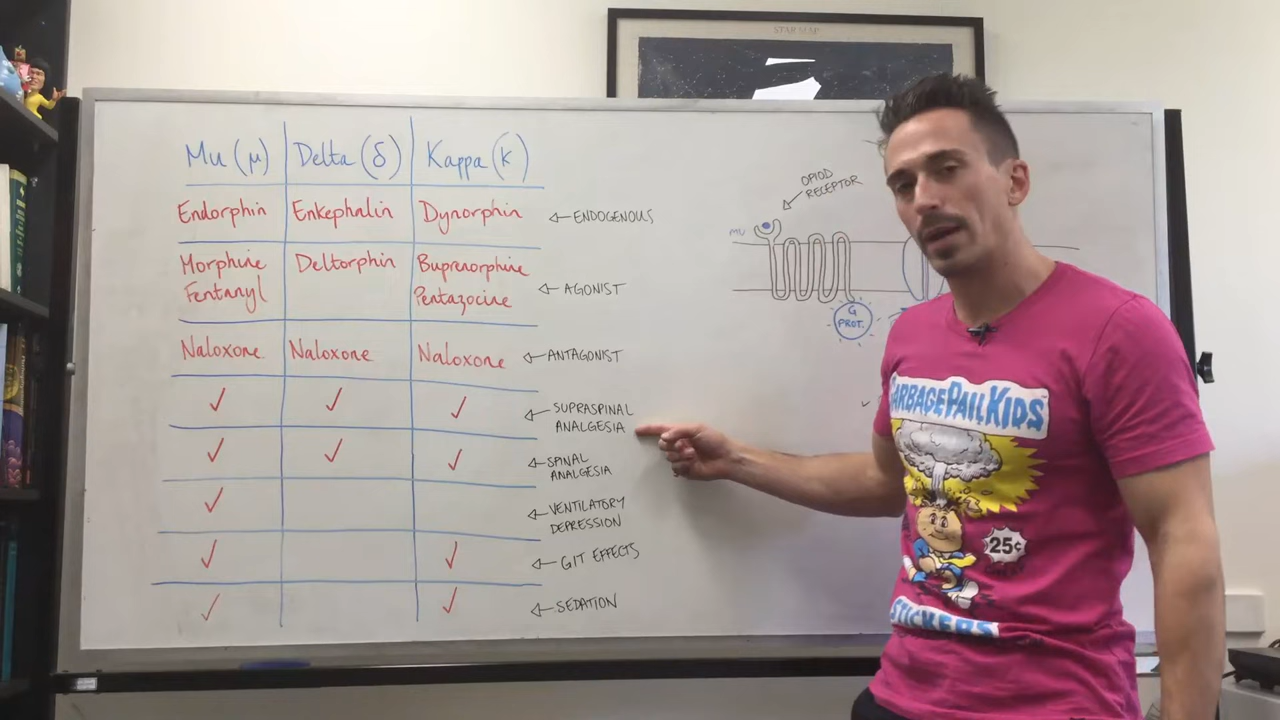 STAR MAP
Mu (μ) Delta (δ) Kappa (κ)
Endorphin Enkephalin Dynorphin ENDOGENOUS
Morphine Deltorphin Buprenorphine
Fentanyl Pentazocine AGONIST
Naloxone Naloxone Naloxone ANTAGONIST
✓ ✓ ✓ SUPRASPINAL
ANALGESIA
✓ ✓ ✓ SPINAL
ANALGESIA
✓ VENTILATORY
DEPRESSION
✓ ✓ GIT EFFECTS
✓ ✓ SEDATION
OPIOD
RECEPTOR
MU
G
PROT.
GARBAGE PAIL KIDS
25¢
STICKERS